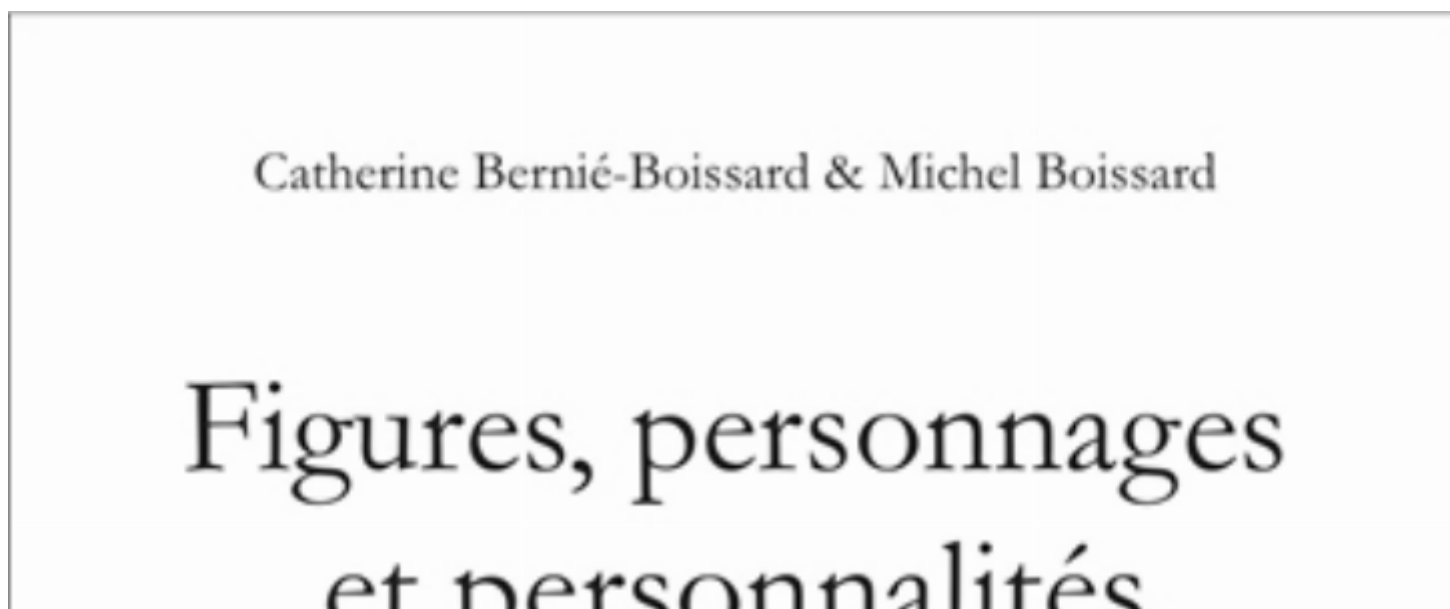 Catherine Bernié-Boissard & Michel Boissard
Figures, personnages
et personnalités